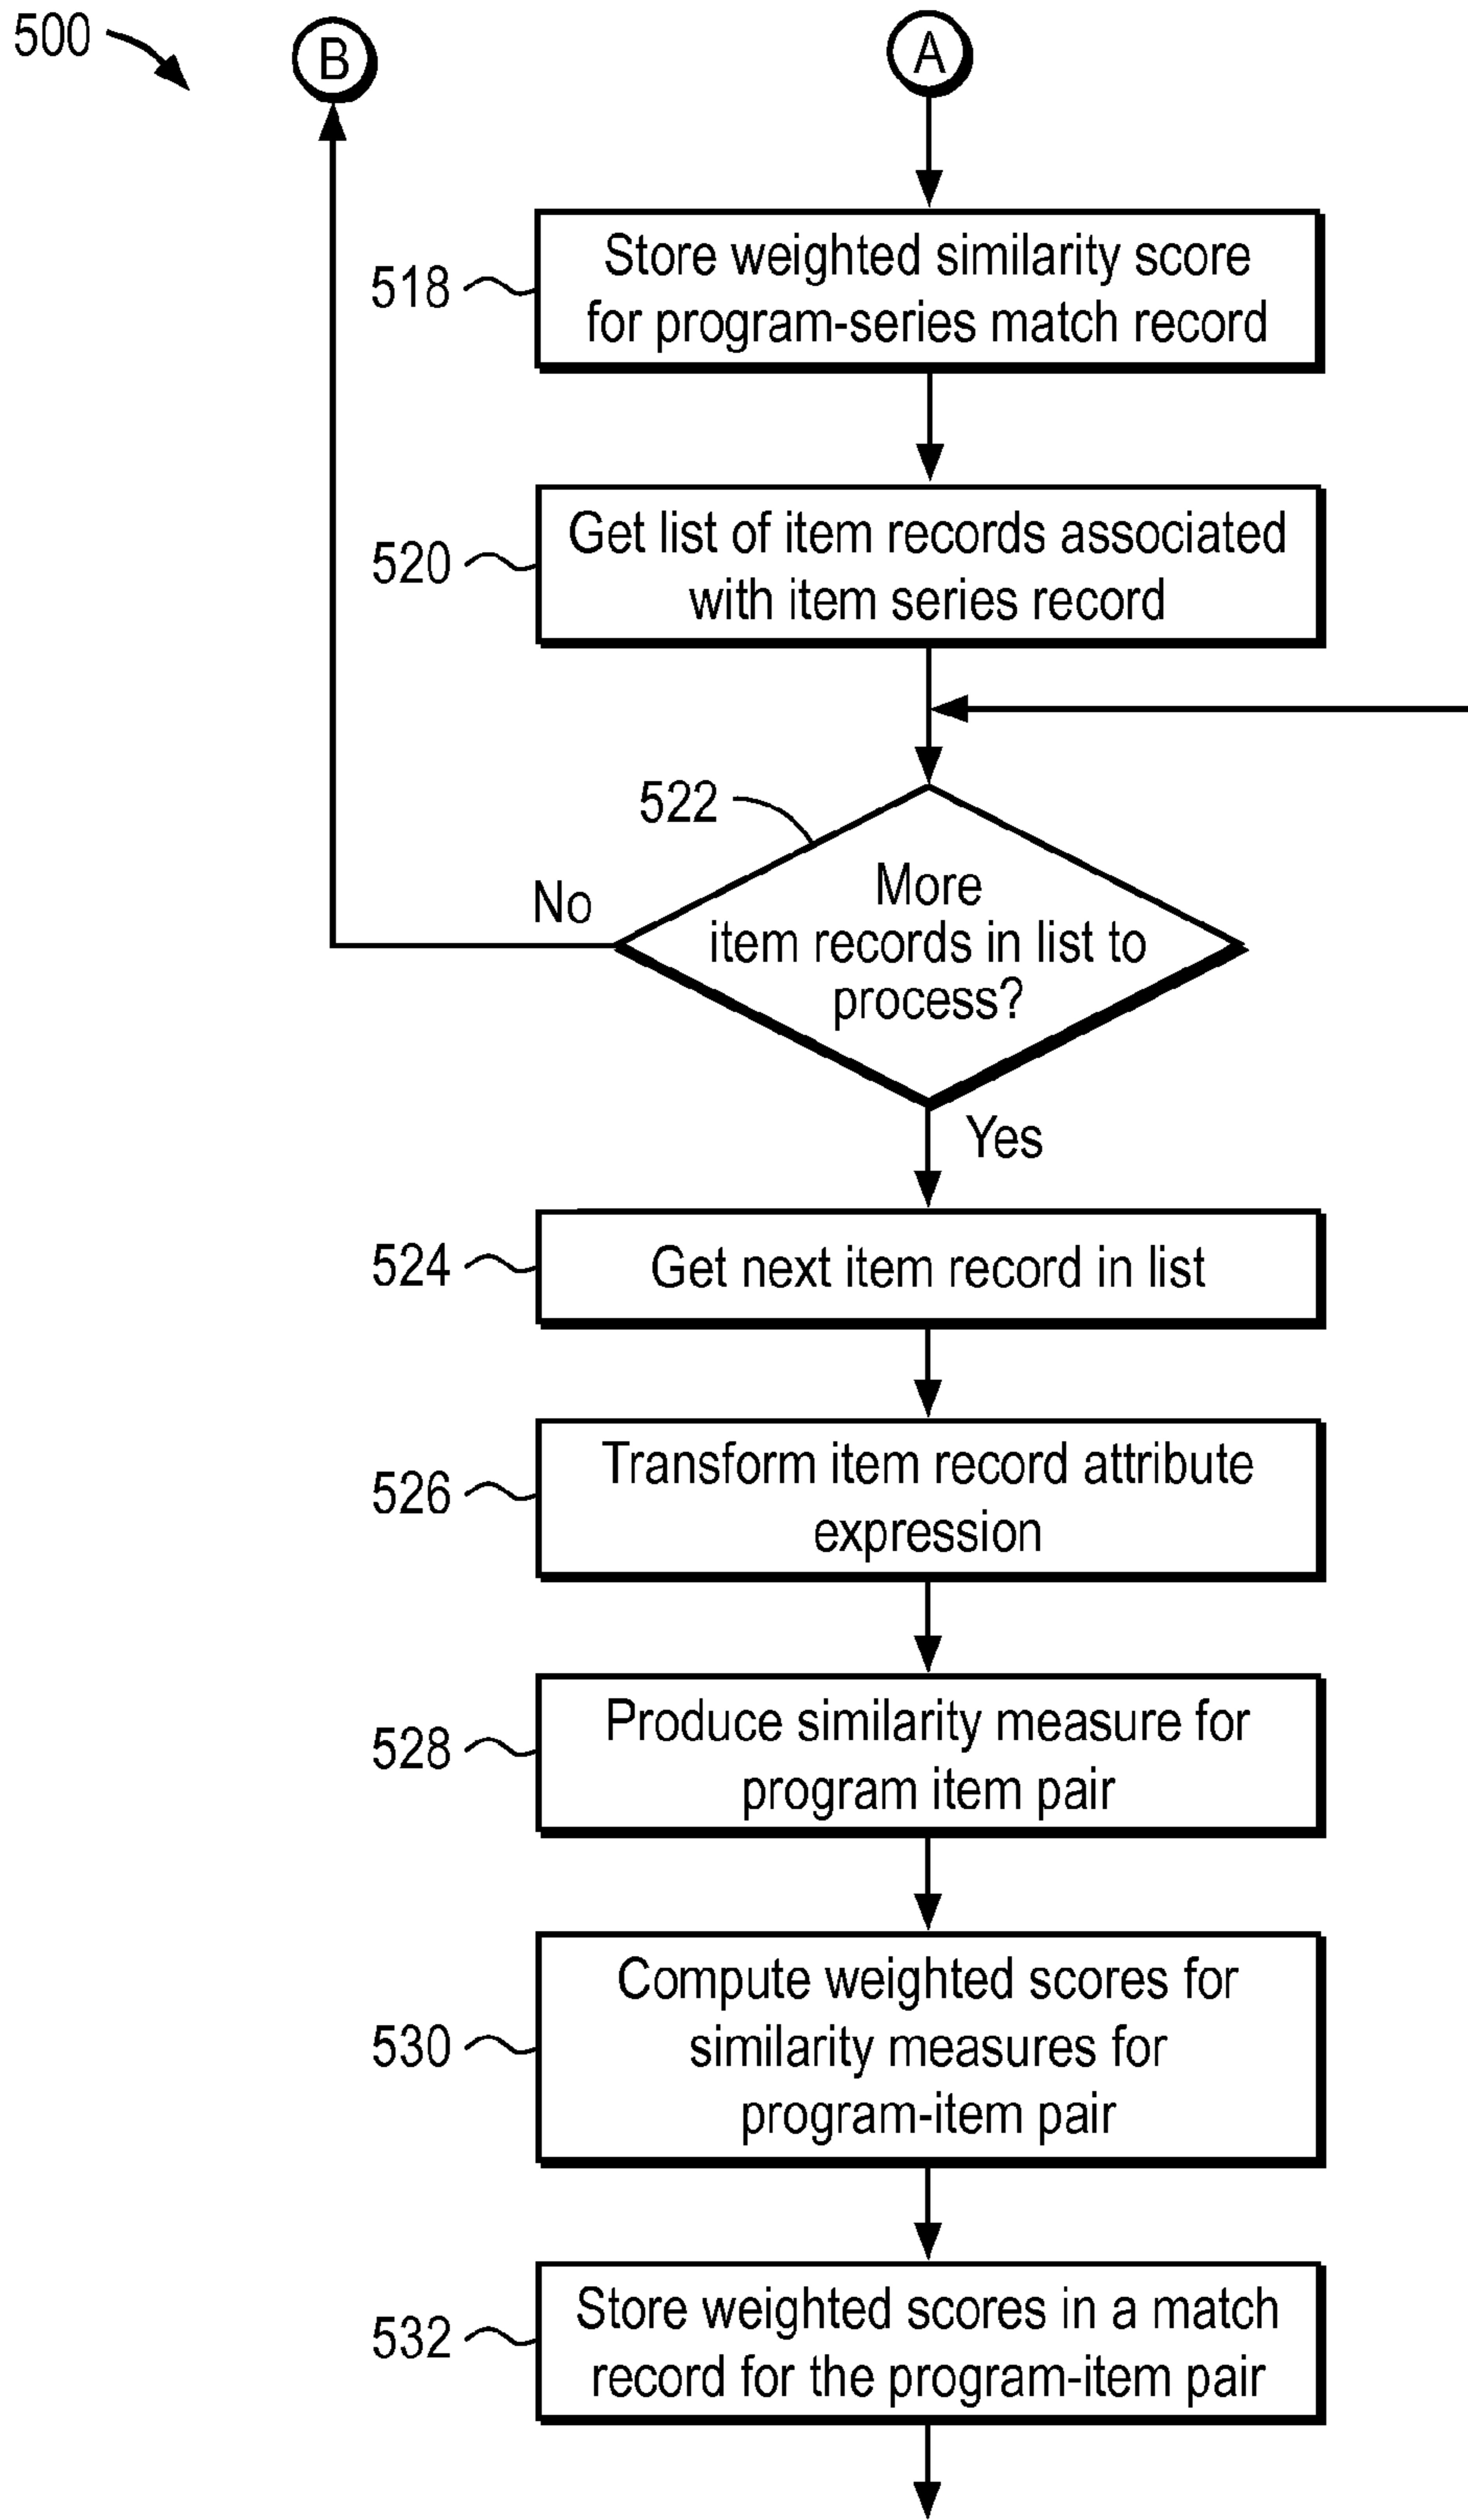 500
B
A
518
Store weighted similarity score
for program-series match record
520
Get list of item records associated
with item series record
522
More
item records in list to
process?
No
Yes
524
Get next item record in list
526
Transform item record attribute
expression
528
Produce similarity measure for
program item pair
530
Compute weighted scores for
similarity measures for
program-item pair
532
Store weighted scores in a match
record for the program-item pair